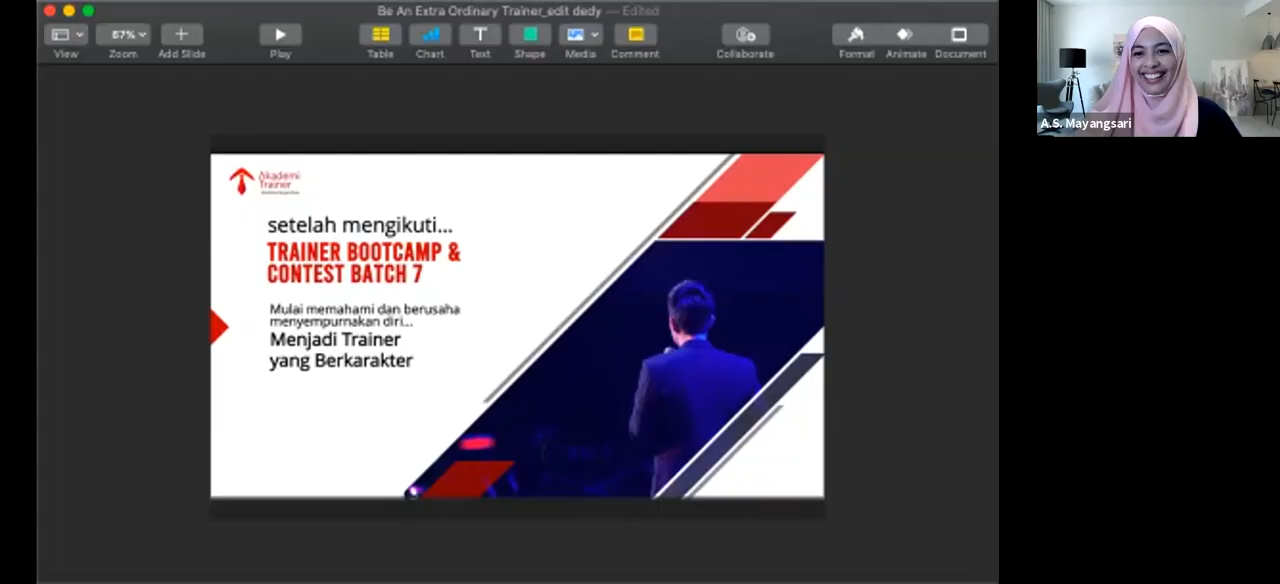 Be An Extra Ordinary Trainer_edit dedy — Edited
67%
View
Zoom
Add Slide
Play
Table
Chart
Text
Shape
Media
Comment
Collaborate
Format
Animate
Document
A.S. Mayangsari
Akademi
Trainer
setelah mengikuti...
TRAINER BOOTCAMP &
CONTEST BATCH 7
Mulai memahami dan berusaha
menyempurnakan diri...
Menjadi Trainer
yang Berkarakter